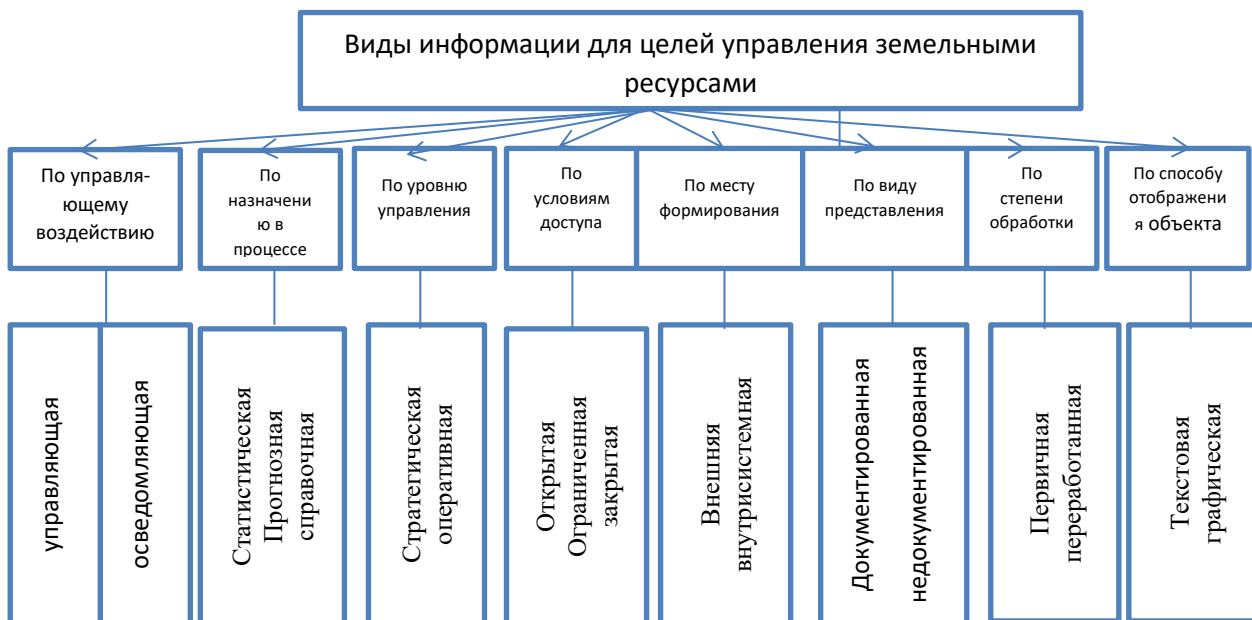 Виды информации для целей управления земельными
ресурсами
По управля-
ющему
воздействию
По
назначени
ю в
процессе
По уровню
управления
По
условиям
доступа
По месту
формирования
По виду
представления
По
степени
обработки
По способу
отображени
я объекта
управляющая
осведомляющая
Статистическая
Прогнозная
справочная
Стратегическая
оперативная
Открытая
Ограниченная
закрытая
Внешняя
внутрисистемная
Документированная
недокументированная
Первичная
переработанная
Текстовая
графическая